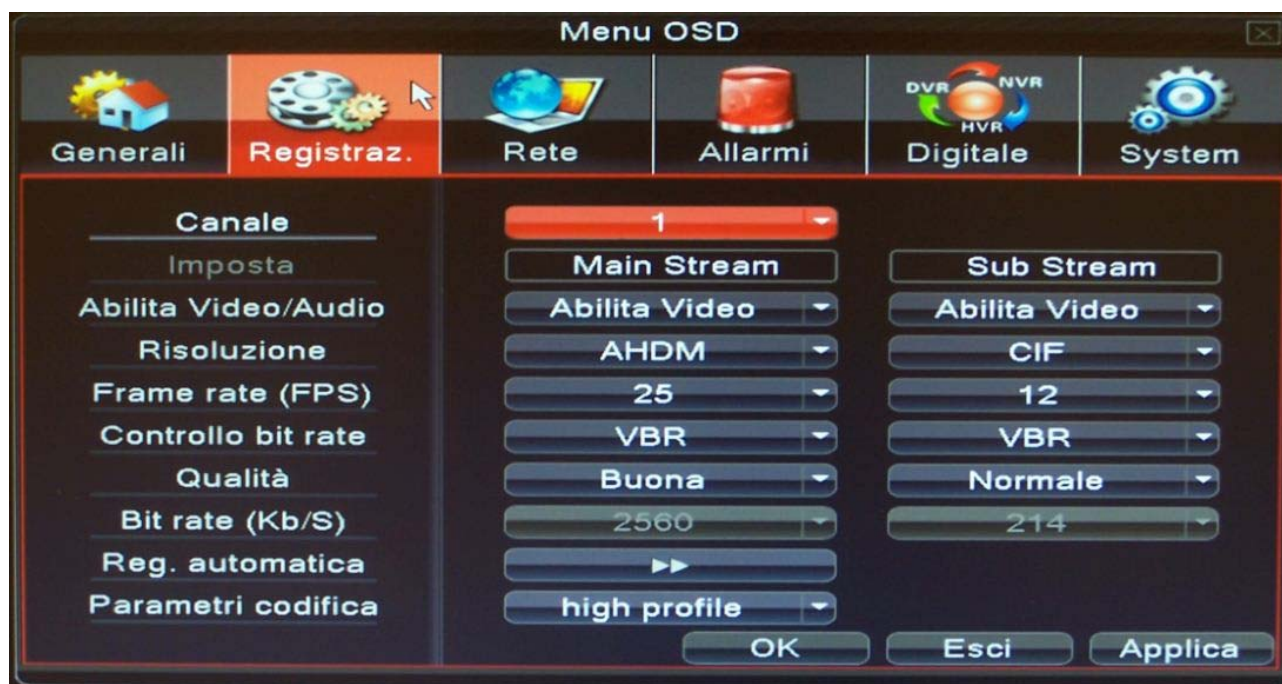 Menu OSD
DVR NVR
HVR
Generali Registraz. Rete Allarmi Digitale System
Canale 1
Imposta Main Stream Sub Stream
Abilita Video/Audio Abilita Video Abilita Video
Risoluzione AHDM CIF
Frame rate (FPS) 25 12
Controllo bit rate VBR VBR
Qualità Buona Normale
Bit rate (Kb/S) 2560 214
Reg. automatica
Parametri codifica high profile
OK Esci Applica